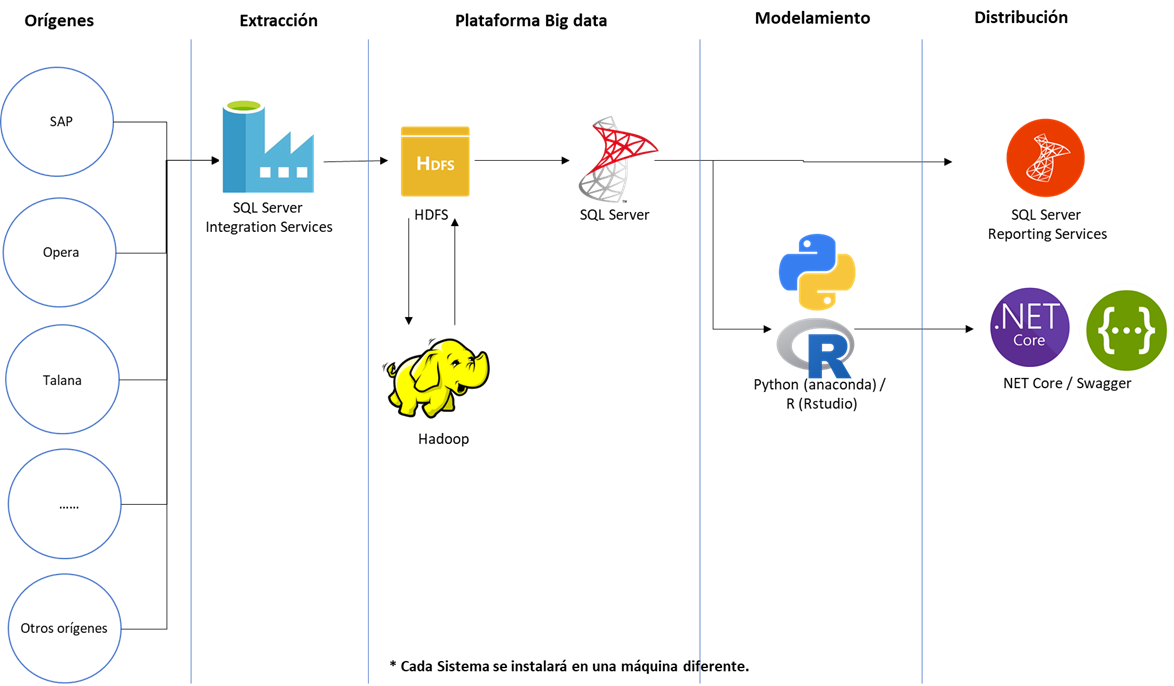 Orígenes
Extracción
Plataforma Big data
Modelamiento
Distribución
SAP
Opera
Talana
......
Otros orígenes
SQL Server
Integration Services
HDFS
HDFS
Hadoop
SQL Server
Python (anaconda) /
R (Rstudio)
R
SQL Server
Reporting Services
.NET
Core
{...}
NET Core / Swagger
* Cada Sistema se instalará en una máquina diferente.